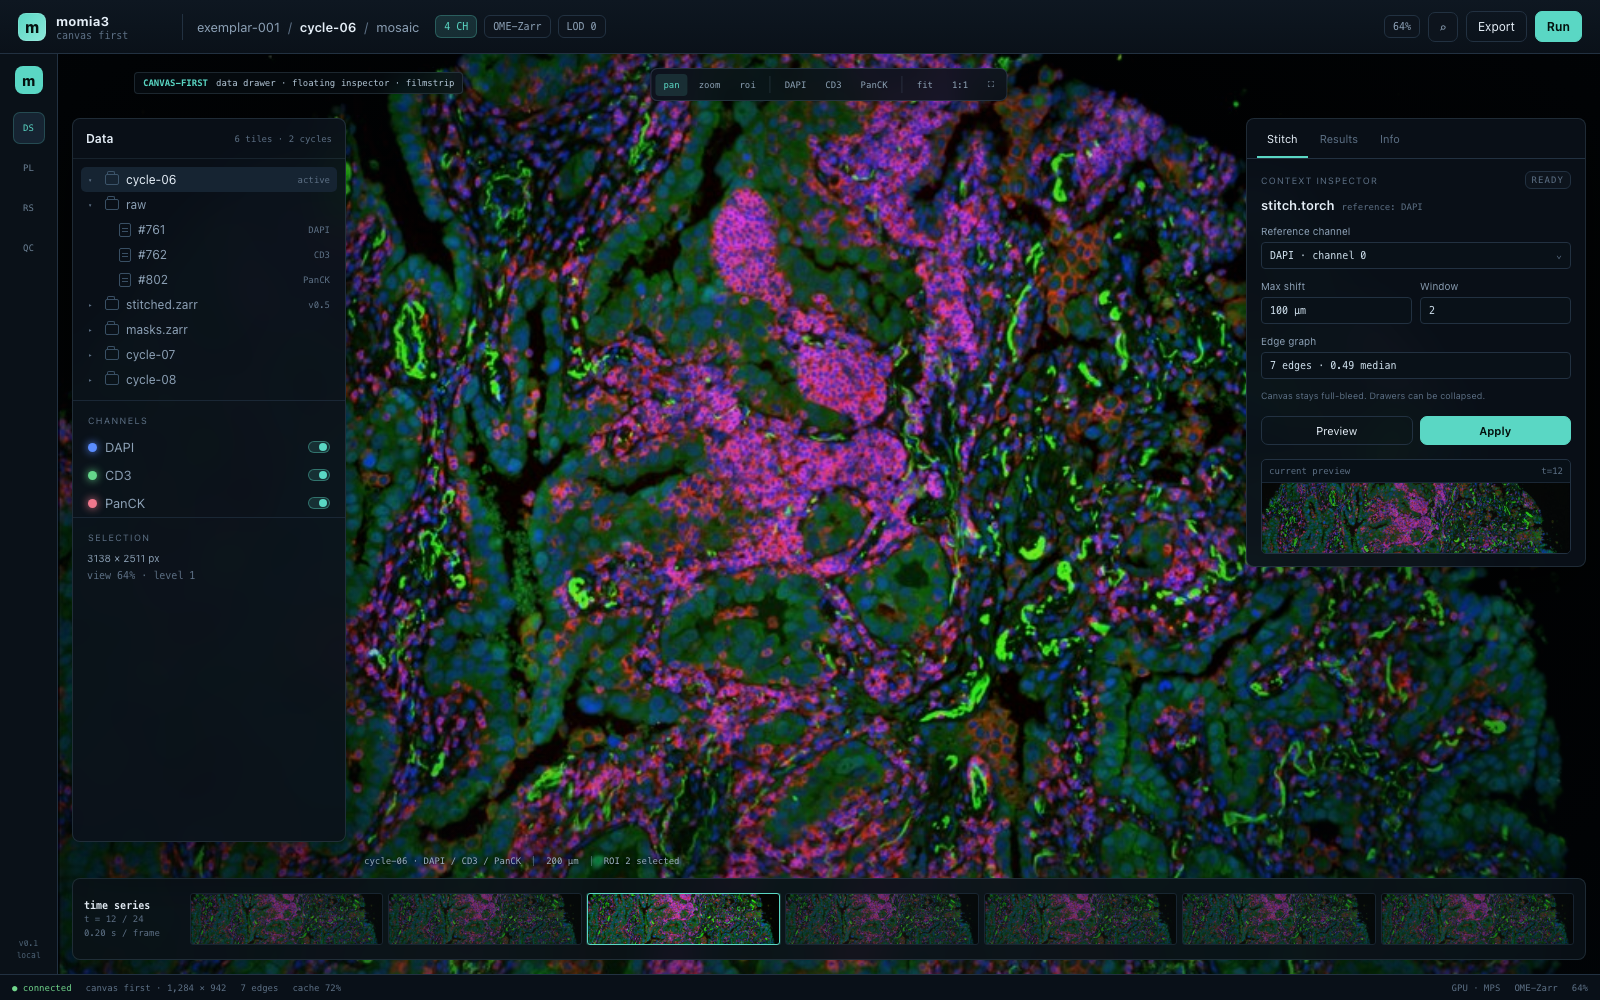 m momia3
canvas first
exemplar-001 / cycle-06 / mosaic 4 CH OME-Zarr LOD 0
64% Export Run
m
DS
PL
RS
QC
v0.1
local
CANVAS-FIRST data drawer · floating inspector · filmstrip
pan zoom roi DAPI CD3 PanCK fit 1:1
Data 6 tiles · 2 cycles
cycle-06 active
raw
#761 DAPI
#762 CD3
#802 PanCK
stitched.zarr v0.5
masks.zarr
cycle-07
cycle-08
CHANNELS
DAPI
CD3
PanCK
SELECTION
3138 × 2511 px
view 64% · level 1
Stitch Results Info
CONTEXT INSPECTOR READY
stitch.torch reference: DAPI
Reference channel
DAPI · channel 0
Max shift Window
100 µm 2
Edge graph
7 edges · 0.49 median
Canvas stays full-bleed. Drawers can be collapsed.
Preview Apply
current preview t=12
cycle-06 · DAPI / CD3 / PanCK | 200 µm | ROI 2 selected
time series
t = 12 / 24
0.20 s / frame
connected canvas first · 1,284 × 942 7 edges cache 72%
GPU · MPS OME-Zarr 64%